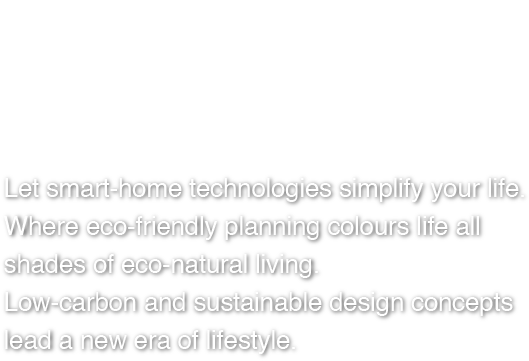 Let smart-home technologies simplify your life.
Where eco-friendly planning colours life all
shades of eco-natural living.
Low-carbon and sustainable design concepts
lead a new era of lifestyle.